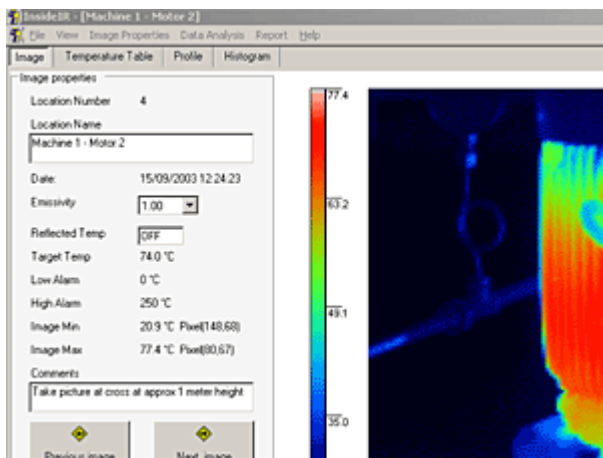 InsideIR - [Machine 1 - Motor 2]
File View Image Properties Data Analysis Report Help
Image Temperature Table Profile Histogram
Image properties
Location Number 4
Location Name
Machine 1 - Motor 2
Date: 15/09/2003 12:24:23
Emissivity 1.00
Reflected Temp OFF
Target Temp 74.0 °C
Low Alarm 0 °C
High Alarm 250 °C
Image Min 20.9 °C Pixel(148,68)
Image Max 77.4 °C Pixel(80,67)
Comments
Take picture at cross at approx 1 meter height
Previous image Next image
77.4
63.2
49.1
35.0